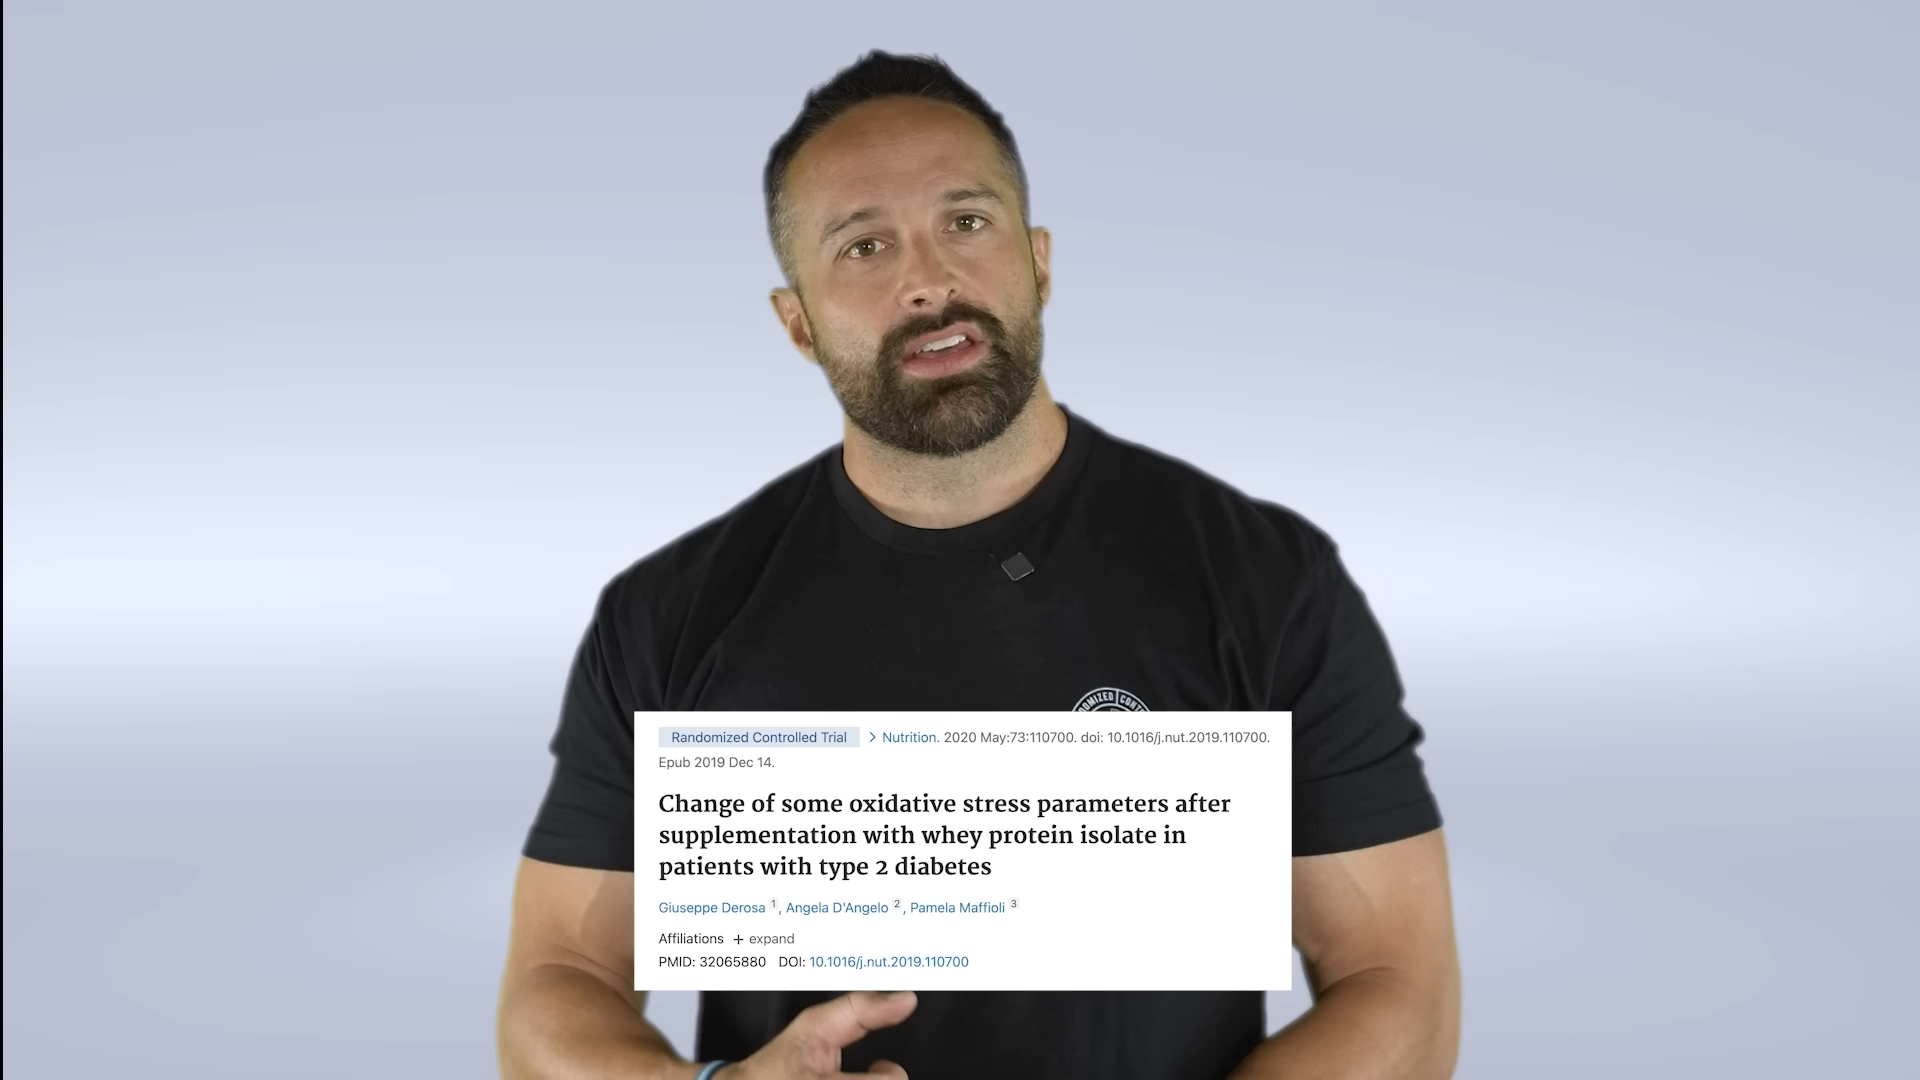 OMIZED CONT
Randomized Controlled Trial > Nutrition. 2020 May:73:110700. doi: 10.1016/j.nut.2019.110700.
Epub 2019 Dec 14.
Change of some oxidative stress parameters after
supplementation with whey protein isolate in
patients with type 2 diabetes
Giuseppe Derosa 1, Angela D'Angelo 2, Pamela Maffioli 3
Affiliations + expand
PMID: 32065880 DOI: 10.1016/j.nut.2019.110700